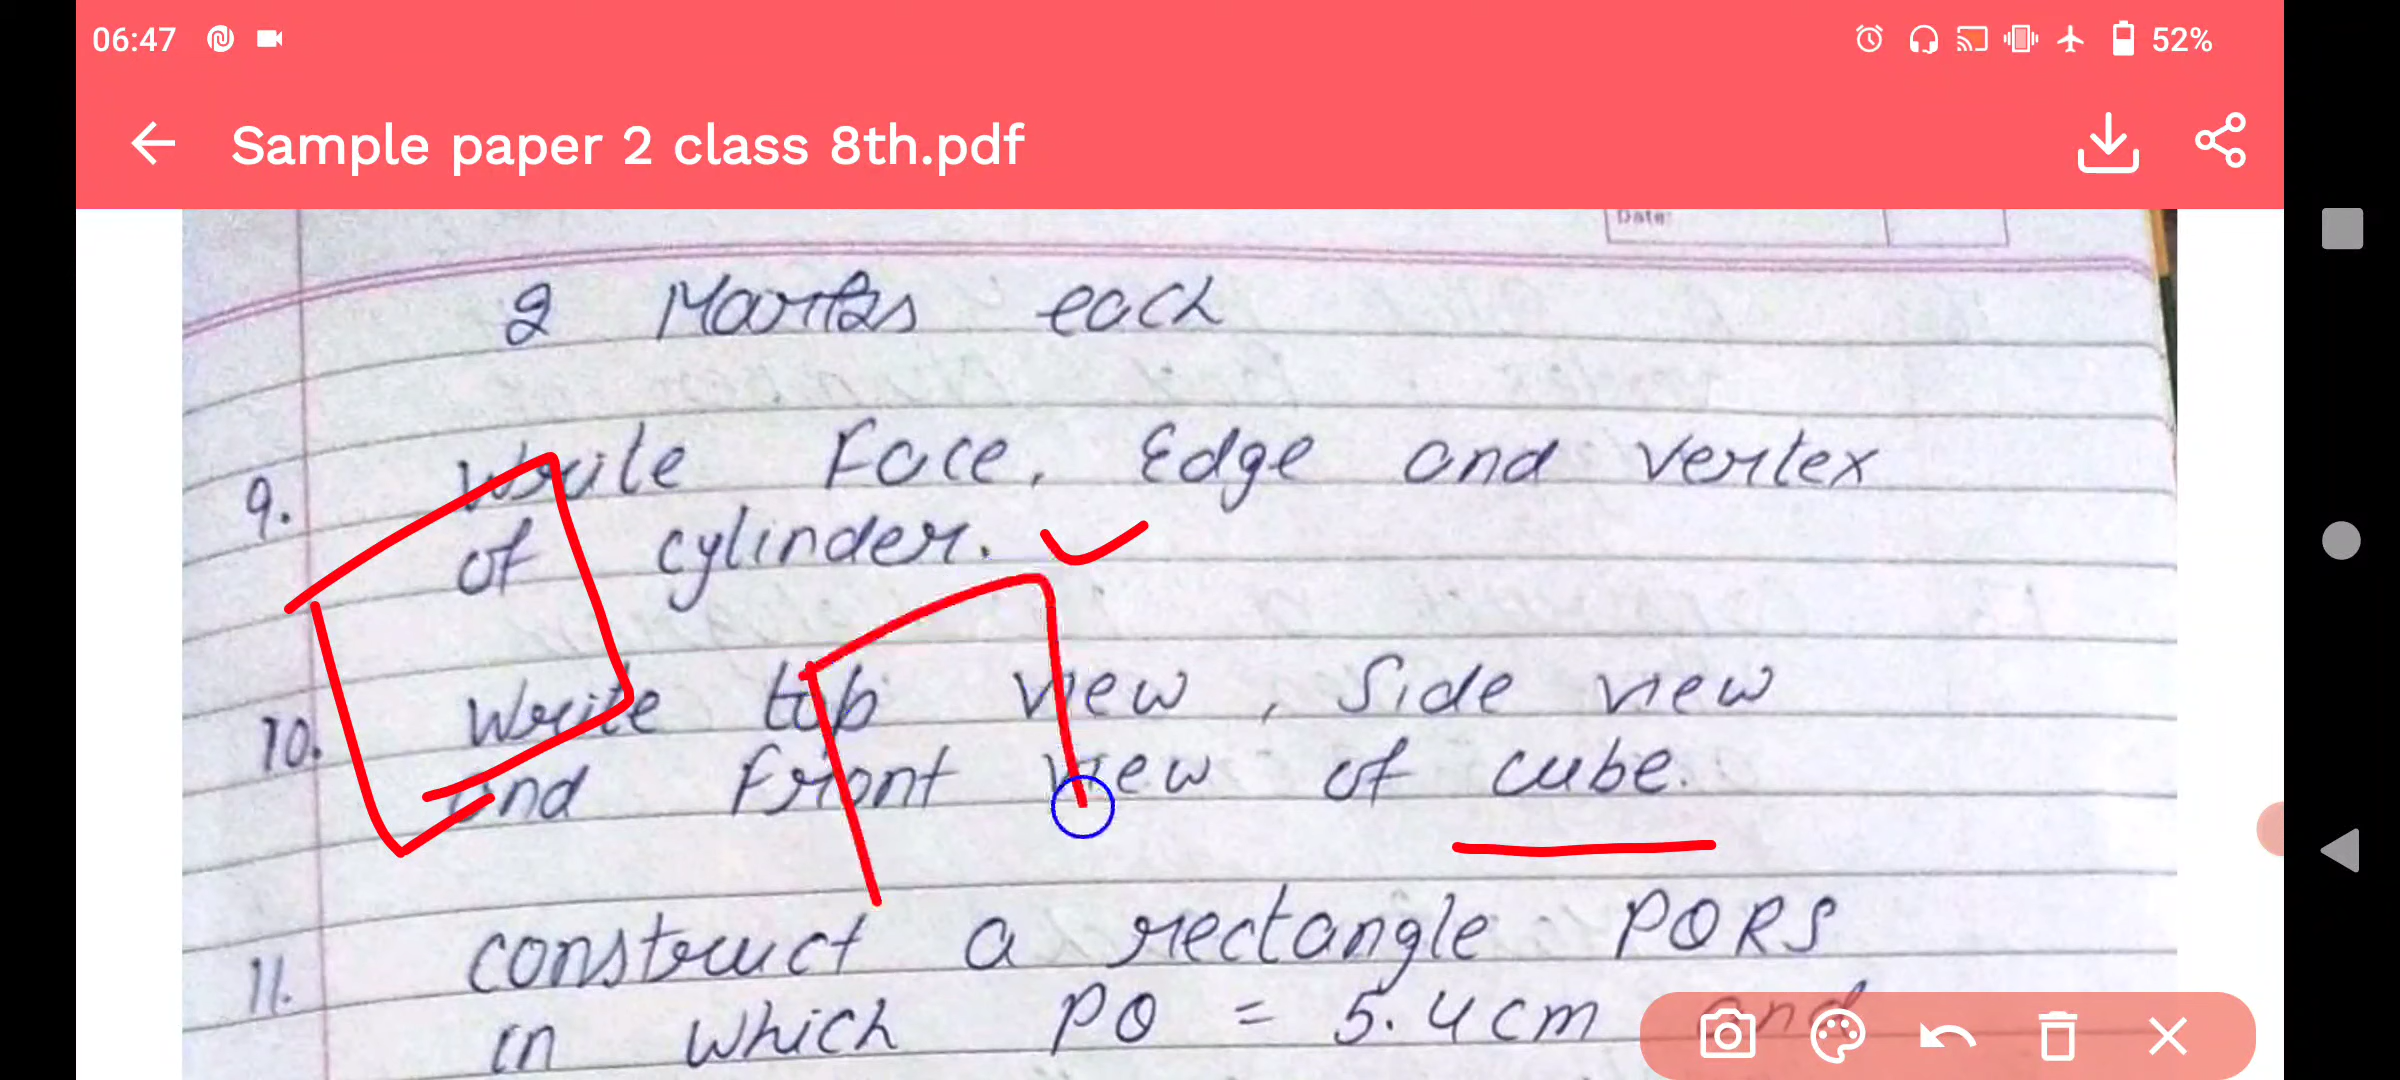 06:47 52%
Sample paper 2 class 8th.pdf
Date:
2 Marks each
9. Write Face, Edge and vertex
of cylinder.
10. Write top view, Side view
and front view of cube.
11. construct a rectangle PQRS
in which PQ = 5.4cm and